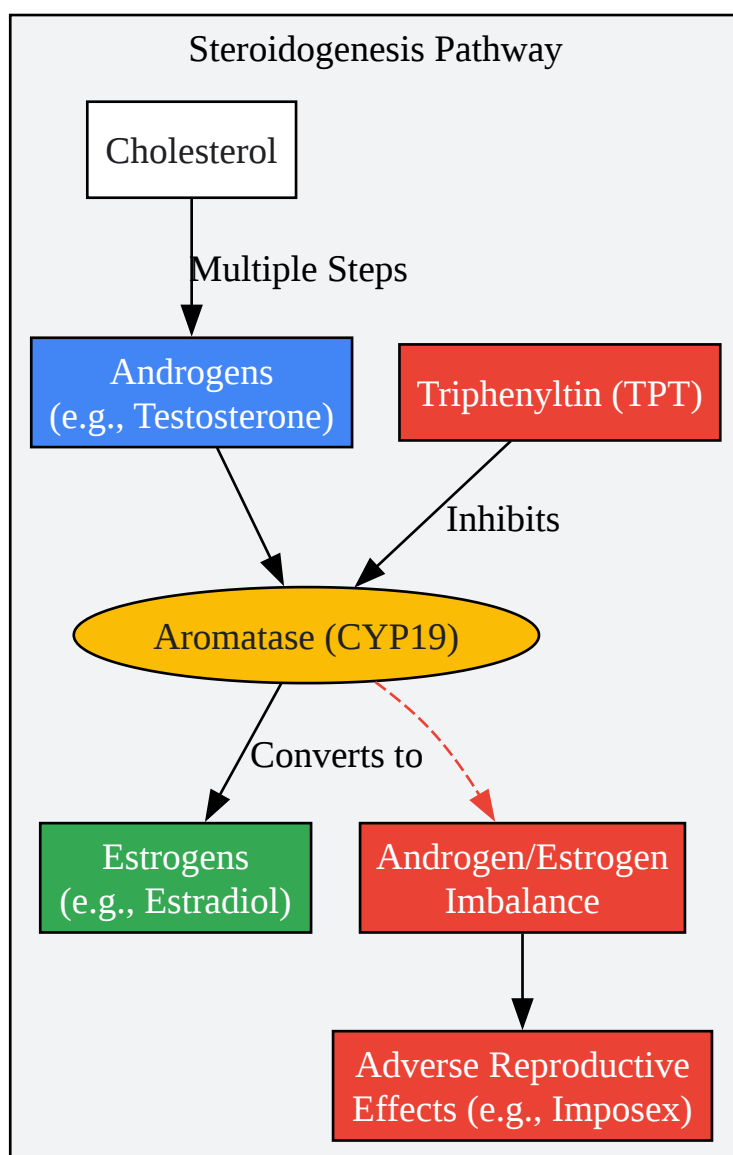 Steroidogenesis Pathway
Cholesterol
Multiple Steps
Androgens
(e.g., Testosterone)
Triphenyltin (TPT)
Inhibits
Aromatase (CYP19)
Converts to
Estrogens
(e.g., Estradiol)
Androgen/Estrogen
Imbalance
Adverse Reproductive
Effects (e.g., Imposex)